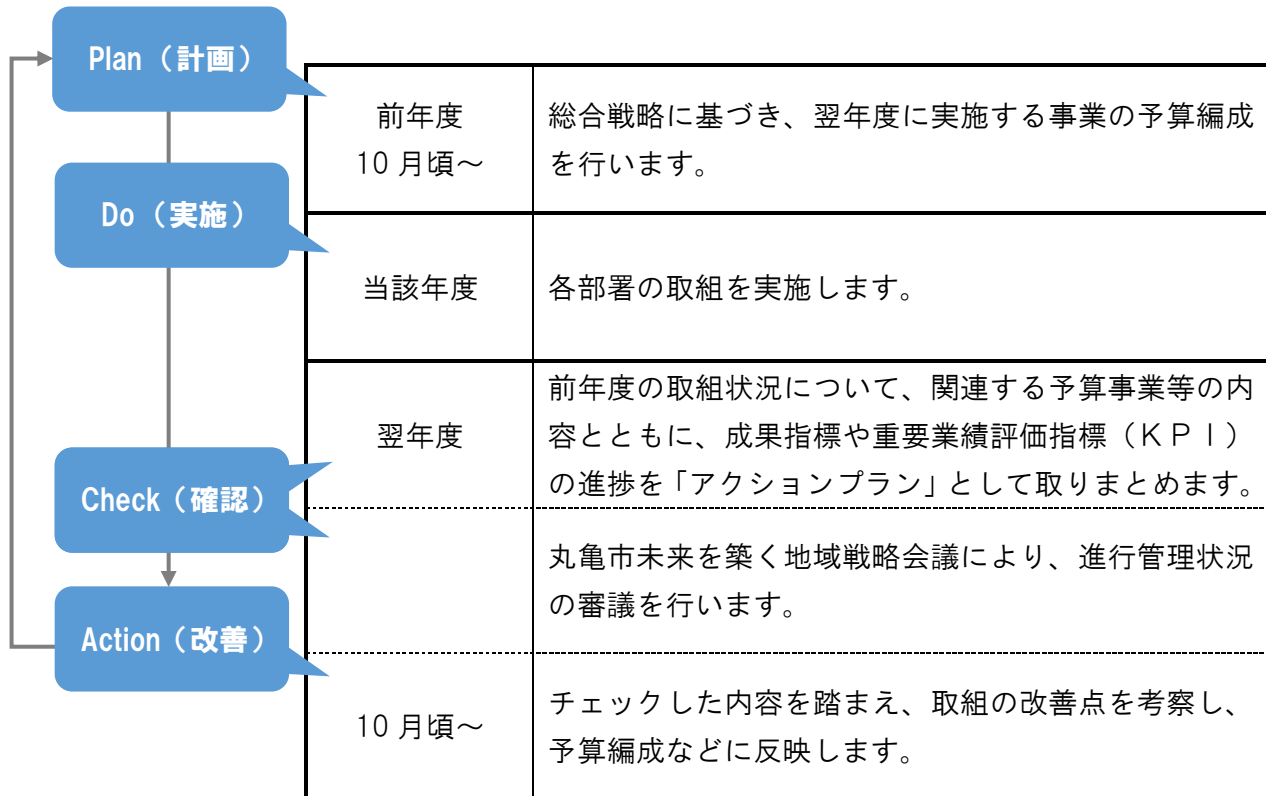 Plan（計画）
前年度
10 月頃～
総合戦略に基づき、翌年度に実施する事業の予算編成
を行います。
Do（実施）
当該年度
各部署の取組を実施します。
翌年度
前年度の取組状況について、関連する予算事業等の内
容とともに、成果指標や重要業績評価指標（ＫＰＩ）
の進捗を「アクションプラン」として取りまとめます。
Check（確認）
丸亀市未来を築く地域戦略会議により、進行管理状況
の審議を行います。
Action（改善）
10 月頃～
チェックした内容を踏まえ、取組の改善点を考察し、
予算編成などに反映します。